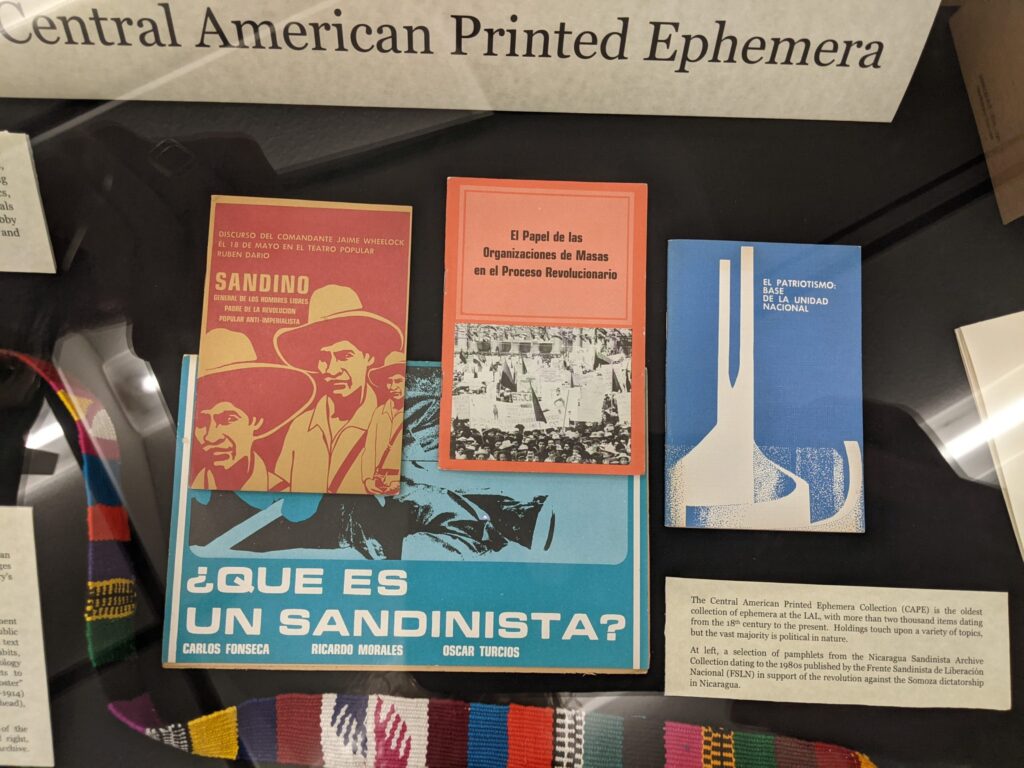 Central American Printed Ephemera
DISCURSO DEL COMANDANTE JAIME WHEELOCK
EL 18 DE MAYO EN EL TEATRO POPULAR
RUBEN DARIO
SANDINO
GENERAL DE LOS HOMBRES LIBRES
PADRE DE LA REVOLUCION
POPULAR ANTI-IMPERIALISTA
El Papel de las
Organizaciones de Masas
en el Proceso Revolucionario
EL PATRIOTISMO:
BASE
DE LA UNIDAD
NACIONAL
¿QUE ES
UN SANDINISTA?
CARLOS FONSECA RICARDO MORALES OSCAR TURCIOS
The Central American Printed Ephemera Collection (CAPE) is the oldest
collection of ephemera at the LAL, with more than two thousand items dating
from the 18th century to the present. Holdings touch upon a variety of topics,
but the vast majority is political in nature.
At left, a selection of pamphlets from the Nicaragua Sandinista Archive
Collection dating to the 1980s published by the Frente Sandinista de Liberación
Nacional (FSLN) in support of the revolution against the Somoza dictatorship
in Nicaragua.
and
text
to
-1914)
of the
right.